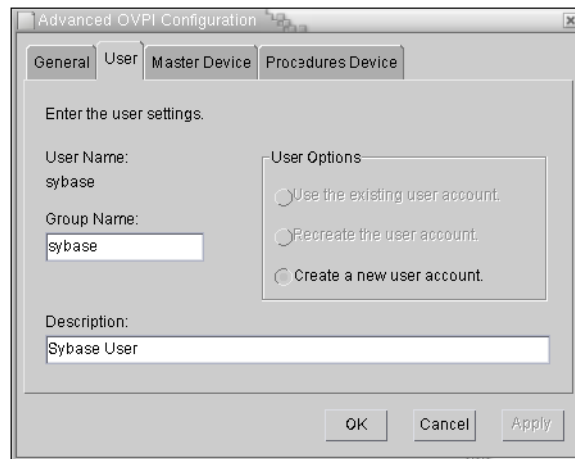 Advanced OVPI Configuration
General User Master Device Procedures Device
Enter the user settings.
User Name:
sybase
Group Name:
sybase
User Options
Use the existing user account.
Recreate the user account.
Create a new user account.
Description:
Sybase User
OK Cancel Apply